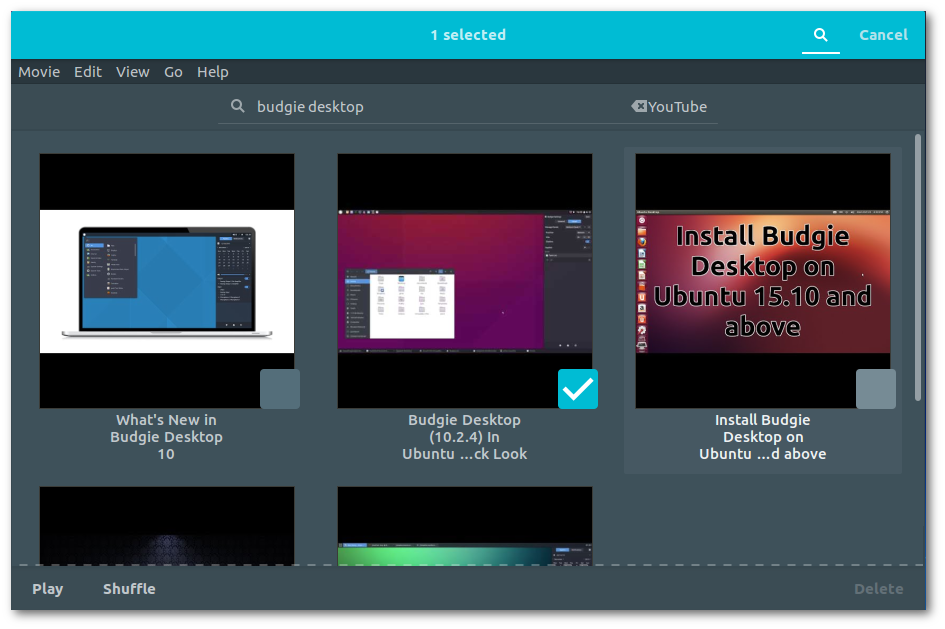 1 selected
Cancel
Movie Edit View Go Help
budgie desktop
YouTube
Install Budgie
Desktop on
Ubuntu 15.10 and
above
What's New in
Budgie Desktop
10
Budgie Desktop
(10.2.4) In
Ubuntu ...ck Look
Install Budgie
Desktop on
Ubuntu ...d above
Play
Shuffle
Delete